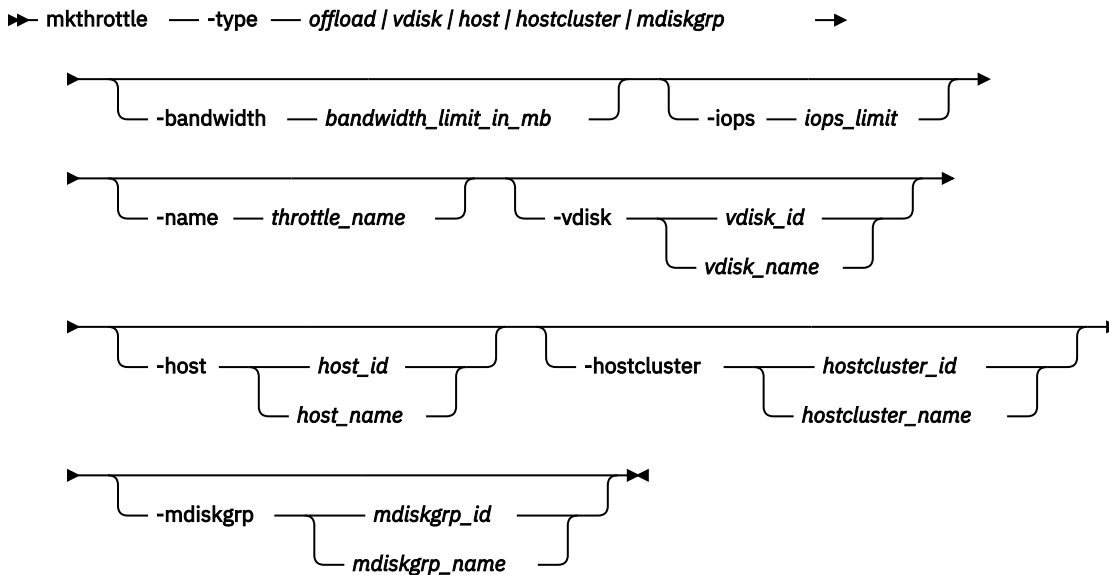 mkthrottle -type offload | vdisk | host | hostcluster | mdiskgrp
-bandwidth bandwidth_limit_in_mb -iops iops_limit
-name throttle_name -vdisk vdisk_id
vdisk_name
-host host_id -hostcluster hostcluster_id
host_name hostcluster_name
-mdiskgrp mdiskgrp_id
mdiskgrp_name